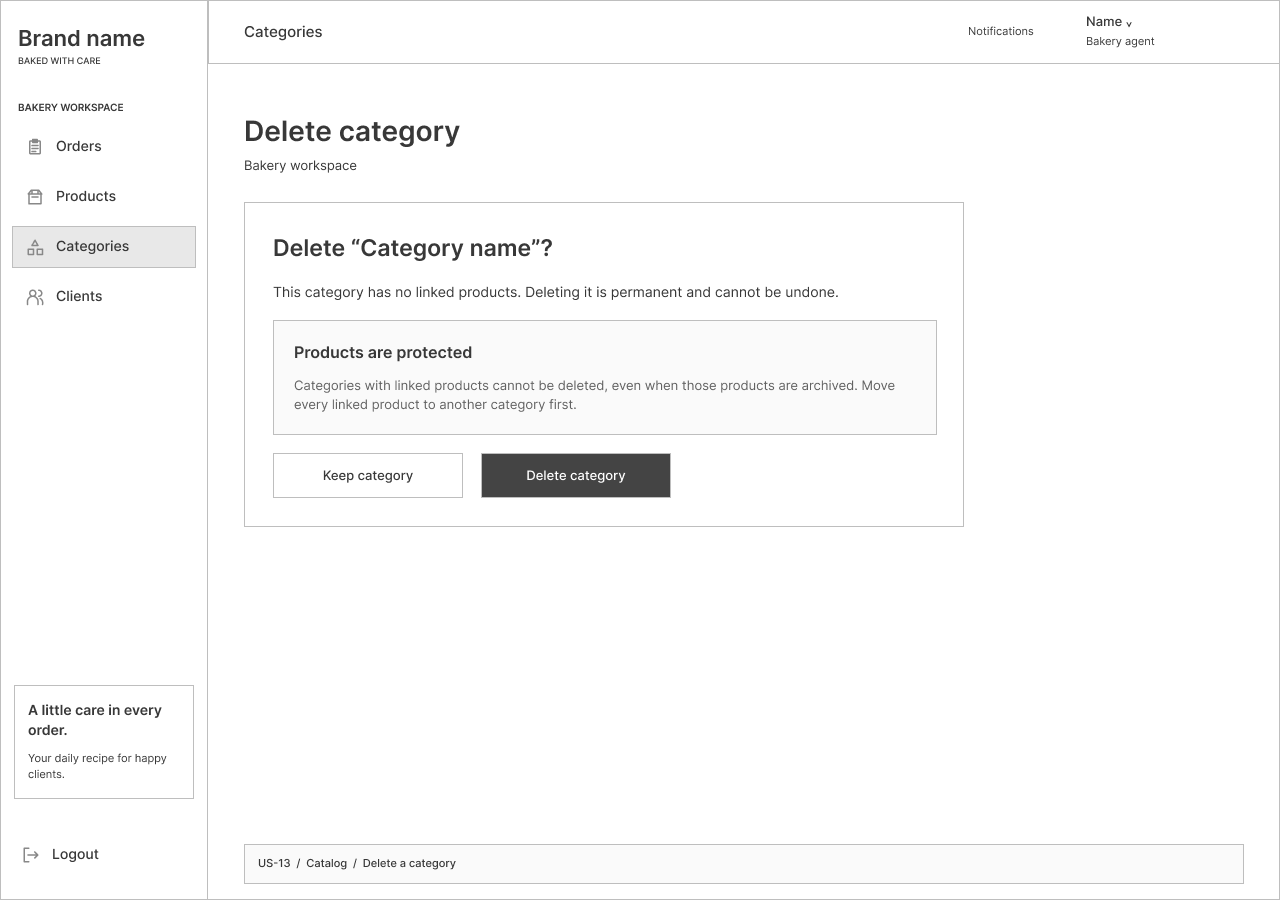 Brand name
BAKED WITH CARE
BAKERY WORKSPACE
Orders
Products
Categories
Clients
A little care in every
order.
Your daily recipe for happy
clients.
Logout
Categories
Notifications
Name v
Bakery agent
Delete category
Bakery workspace
Delete “Category name”?
This category has no linked products. Deleting it is permanent and cannot be undone.
Products are protected
Categories with linked products cannot be deleted, even when those products are archived. Move
every linked product to another category first.
Keep category
Delete category
US-13 / Catalog / Delete a category